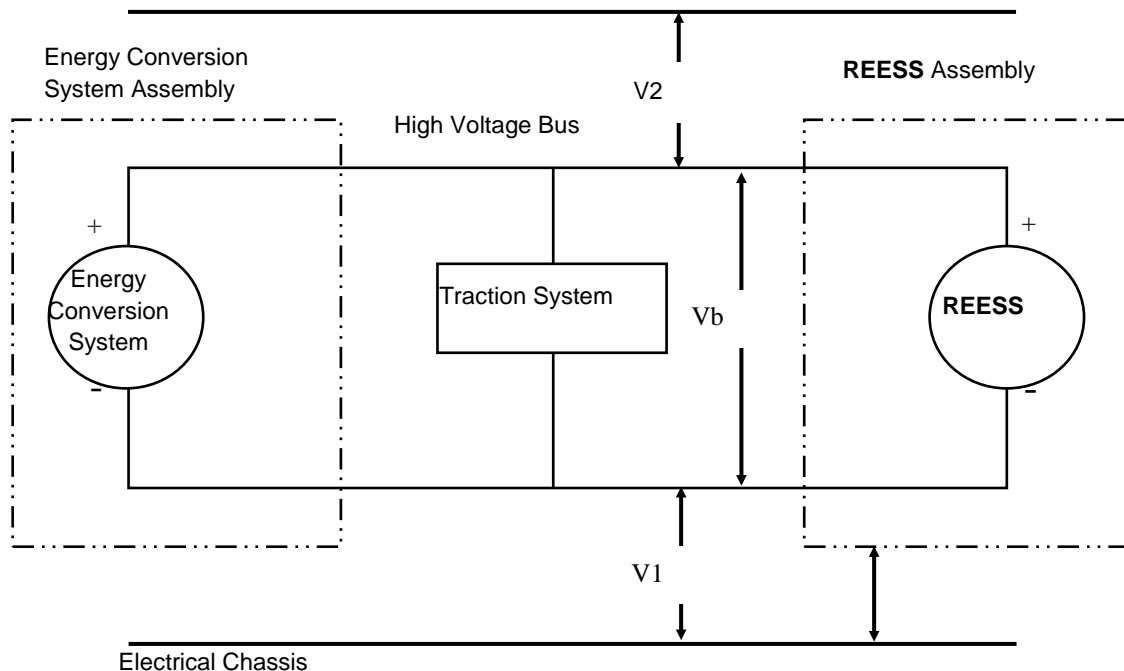 Energy Conversion
System Assembly
REESS Assembly
V2
High Voltage Bus
+
+
Energy
Conversion
System
Traction System
Vb
REESS
-
-
V1
Electrical Chassis